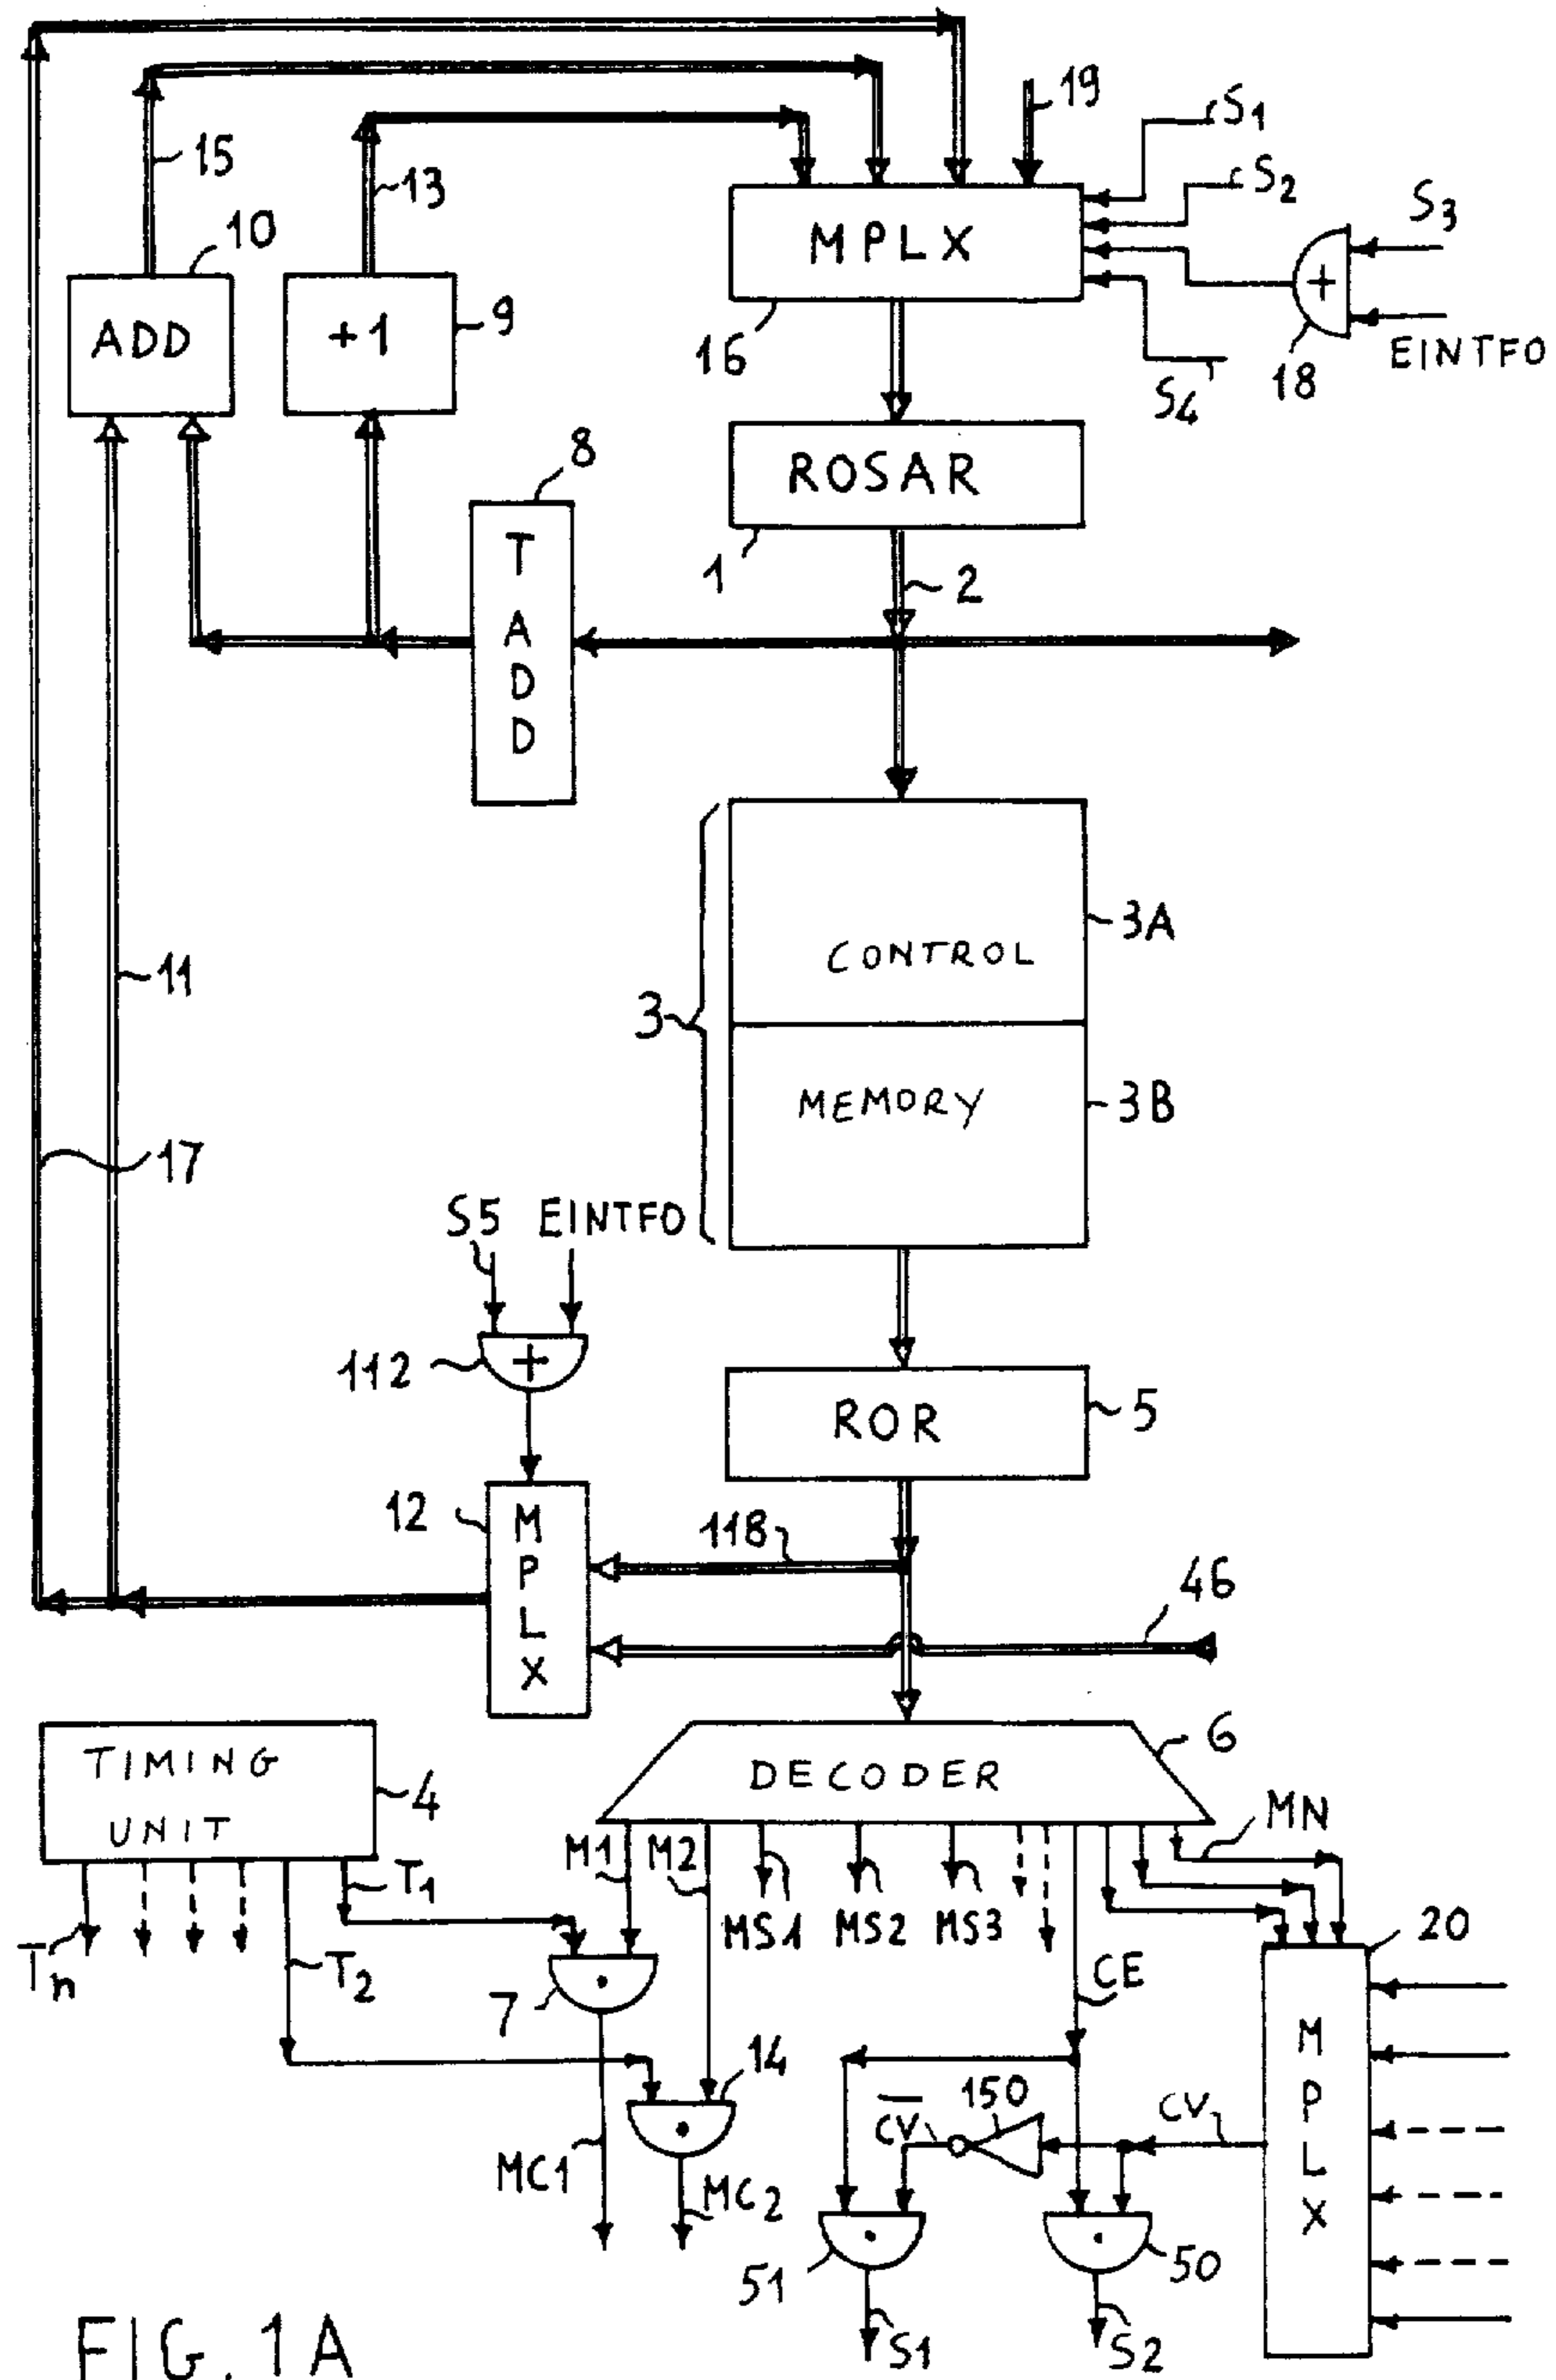 19
S1
15
13
S2
S3
10
MPLX
ADD
+1
9
+
16
18
EINTFO
S4
8
ROSAR
TADD
1
2
3A
CONTROL
11
3
MEMORY
3B
17
S5 EINTFO
112
+
ROR
5
12
MPLX
118
46
6
TIMING
UNIT
4
DECODER
MN
M1
M2
T1
MS1
MS2
MS3
20
Tn
T2
CE
7
MPLX
14
150
CV
CV
MC1
MC2
51
50
S1
S2
FIG. 1A